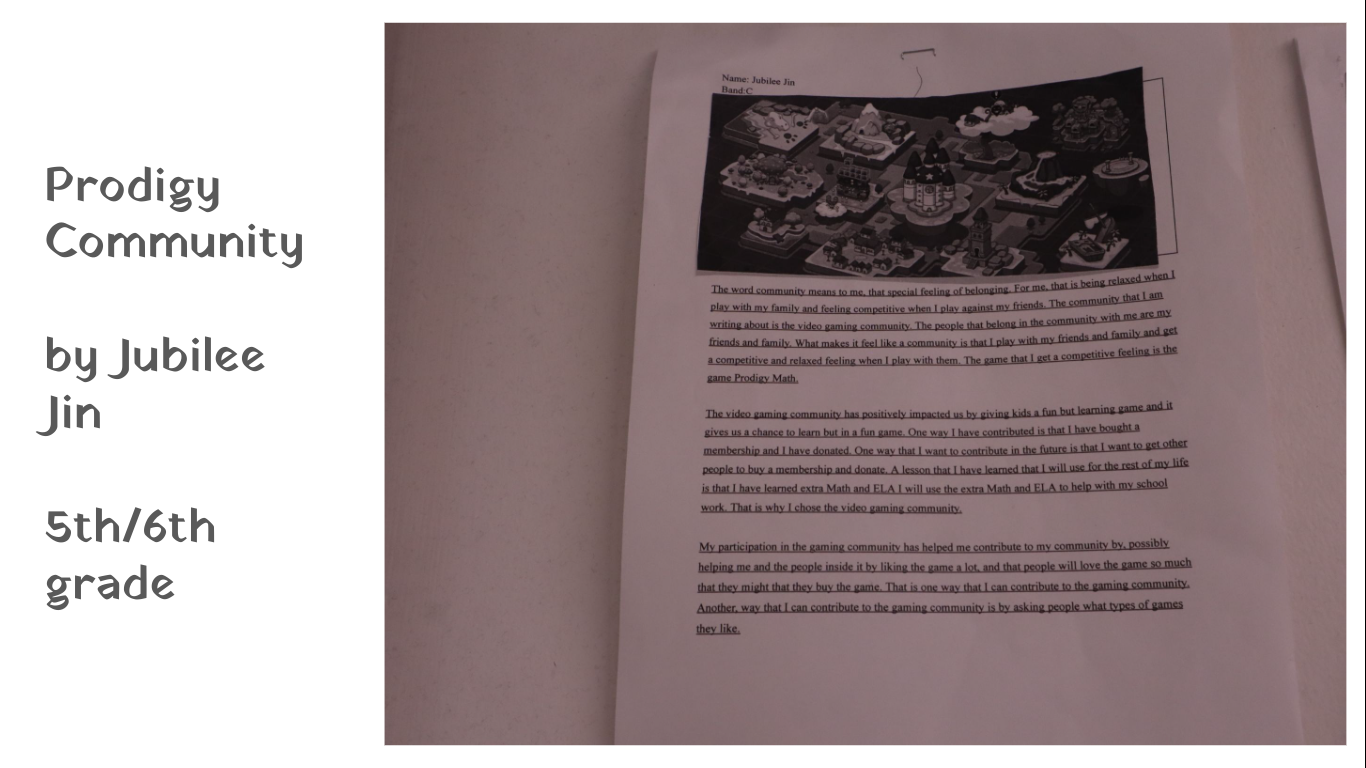 Prodigy
Community
by Jubilee
Jin
5th/6th
grade
Name: Jubilee Jin
Band:C
The word community means to me, that special feeling of belonging. For me, that is being relaxed when I
play with my family and feeling competitive when I play against my friends. The community that I am
writing about is the video gaming community. The people that belong in the community with me are my
friends and family. What makes it feel like a community is that I play with my friends and family and get
a competitive and relaxed feeling when I play with them. The game that I get a competitive feeling is the
game Prodigy Math.
The video gaming community has positively impacted us by giving kids a fun but learning game and it
gives us a chance to learn but in a fun game. One way I have contributed is that I have bought a
membership and I have donated. One way that I want to contribute in the future is that I want to get other
people to buy a membership and donate. A lesson that I have learned that I will use for the rest of my life
is that I have learned extra Math and ELA I will use the extra Math and ELA to help with my school
work. That is why I chose the video gaming community.
My participation in the gaming community has helped me contribute to my community by, possibly
helping me and the people inside it by liking the game a lot, and that people will love the game so much
that they might that they buy the game. That is one way that I can contribute to the gaming community.
Another, way that I can contribute to the gaming community is by asking people what types of games
they like.